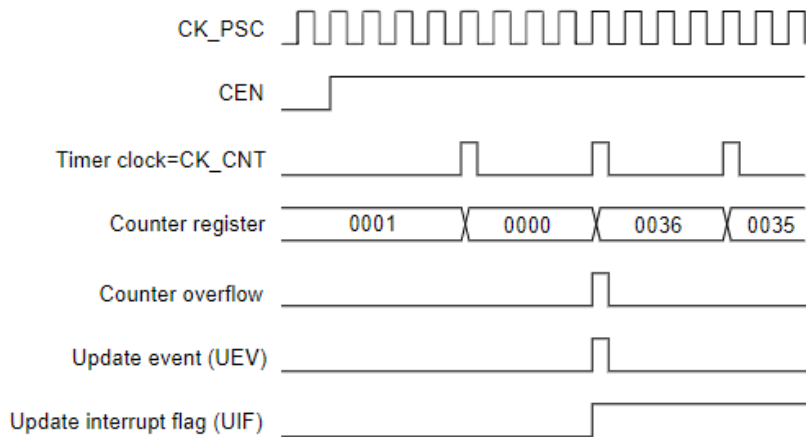 CK_PSC
CEN
Timer clock=CK_CNT
Counter register
0001 0000 0036 0035
Counter overflow
Update event (UEV)
Update interrupt flag (UIF)